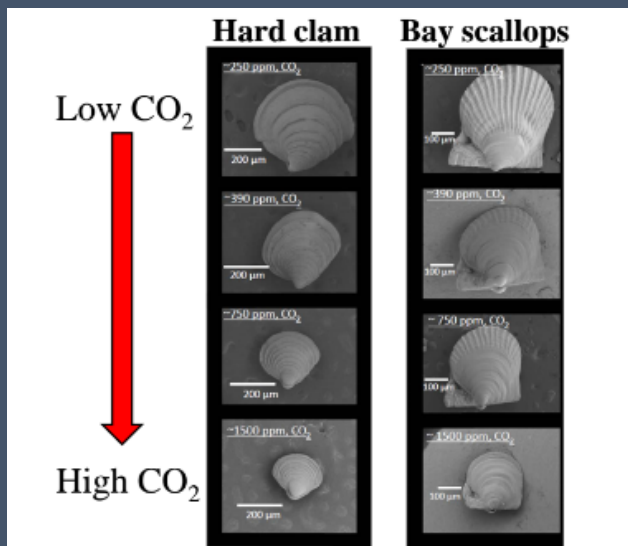 Hard clam
Bay scallops
Low CO₂
High CO₂
~250 ppm, CO₂
200 μm
~390 ppm, CO₂
200 μm
~750 ppm, CO₂
200 μm
~1500 ppm, CO₂
200 μm
~250 ppm, CO₂
100 μm
~390 ppm, CO₂
100 μm
~750 ppm, CO₂
100 μm
~1500 ppm, CO₂
100 μm